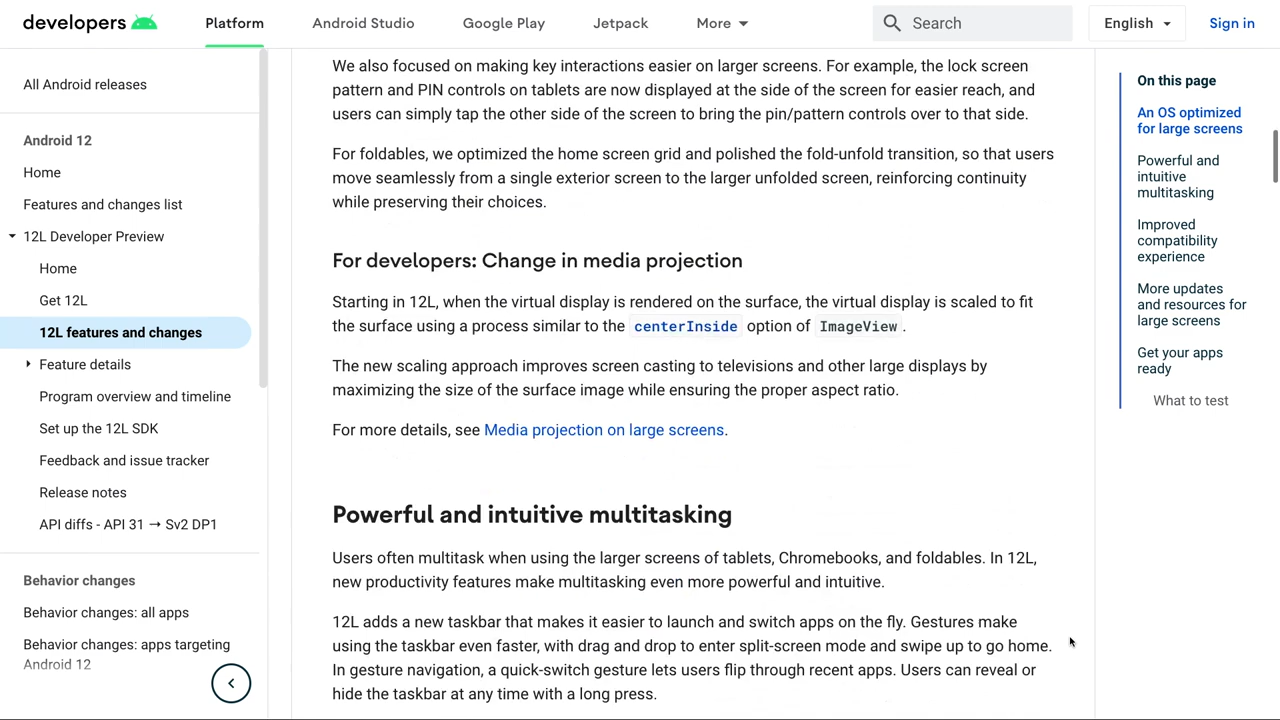 developers
Platform
Android Studio
Google Play
Jetpack
More
Search
English
Sign in
All Android releases
Android 12
Home
Features and changes list
12L Developer Preview
Home
Get 12L
12L features and changes
Feature details
Program overview and timeline
Set up the 12L SDK
Feedback and issue tracker
Release notes
API diffs - API 31 → Sv2 DP1
Behavior changes
Behavior changes: all apps
Behavior changes: apps targeting
Android 12
We also focused on making key interactions easier on larger screens. For example, the lock screen
pattern and PIN controls on tablets are now displayed at the side of the screen for easier reach, and
users can simply tap the other side of the screen to bring the pin/pattern controls over to that side.
For foldables, we optimized the home screen grid and polished the fold-unfold transition, so that users
move seamlessly from a single exterior screen to the larger unfolded screen, reinforcing continuity
while preserving their choices.
For developers: Change in media projection
Starting in 12L, when the virtual display is rendered on the surface, the virtual display is scaled to fit
the surface using a process similar to the centerInside option of ImageView.
The new scaling approach improves screen casting to televisions and other large displays by
maximizing the size of the surface image while ensuring the proper aspect ratio.
For more details, see Media projection on large screens.
Powerful and intuitive multitasking
Users often multitask when using the larger screens of tablets, Chromebooks, and foldables. In 12L,
new productivity features make multitasking even more powerful and intuitive.
12L adds a new taskbar that makes it easier to launch and switch apps on the fly. Gestures make
using the taskbar even faster, with drag and drop to enter split-screen mode and swipe up to go home.
In gesture navigation, a quick-switch gesture lets users flip through recent apps. Users can reveal or
hide the taskbar at any time with a long press.
On this page
An OS optimized
for large screens
Powerful and
intuitive
multitasking
Improved
compatibility
experience
More updates
and resources for
large screens
Get your apps
ready
What to test